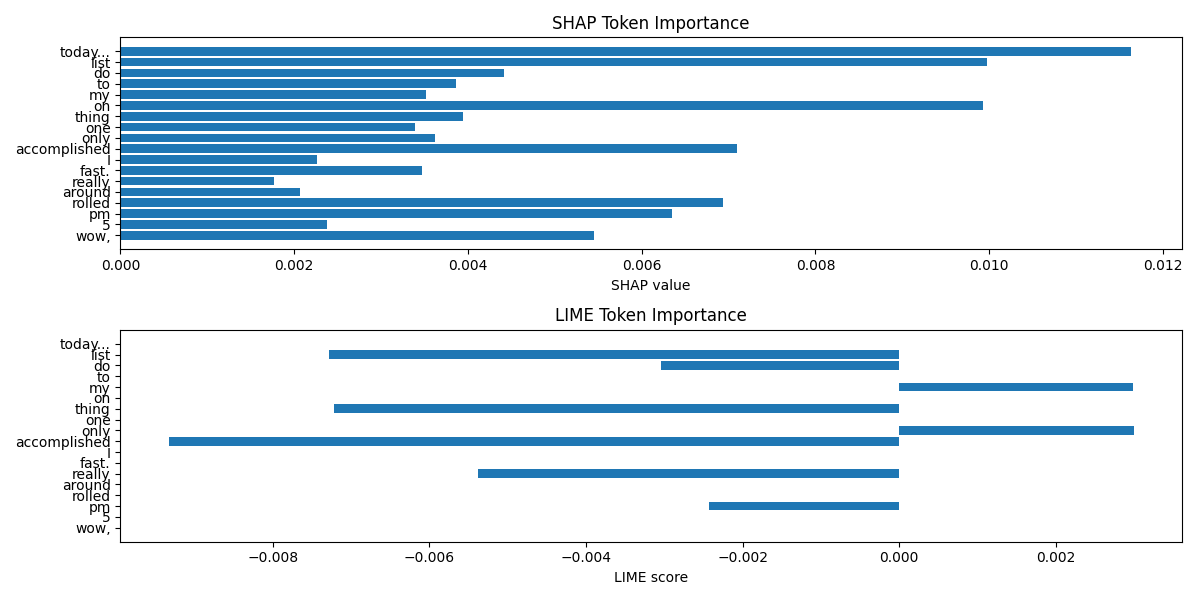 SHAP Token Importance
today...
list
do
to
my
on
thing
one
only
accomplished
I
fast.
really
around
rolled
pm
5
wow,
0.000 0.002 0.004 0.006 0.008 0.010 0.012
SHAP value
LIME Token Importance
today...
list
do
to
my
on
thing
one
only
accomplished
I
fast.
really
around
rolled
pm
5
wow,
−0.008 −0.006 −0.004 −0.002 0.000 0.002
LIME score